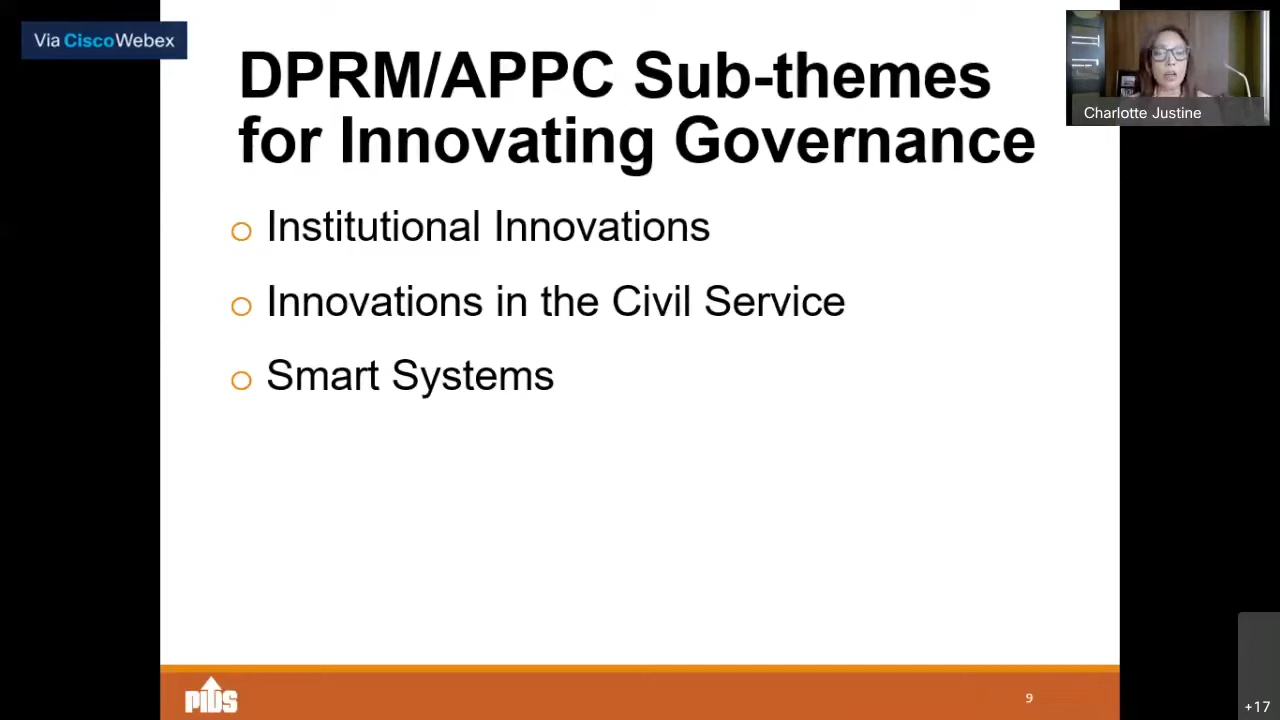 Via CiscoWebex
DPRM/APPC Sub-themes
for Innovating Governance
Charlotte Justine
o Institutional Innovations
o Innovations in the Civil Service
o Smart Systems
PIDS
9
+17